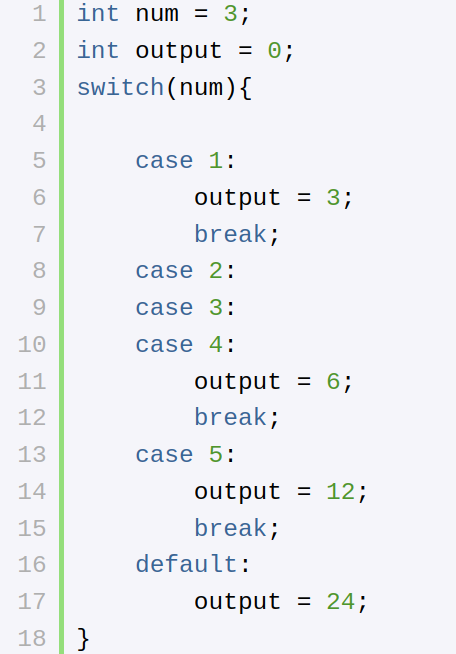 1 int num = 3;
2 int output = 0;
3 switch(num){
4
5     case 1:
6         output = 3;
7         break;
8     case 2:
9     case 3:
10     case 4:
11         output = 6;
12         break;
13     case 5:
14         output = 12;
15         break;
16     default:
17         output = 24;
18 }